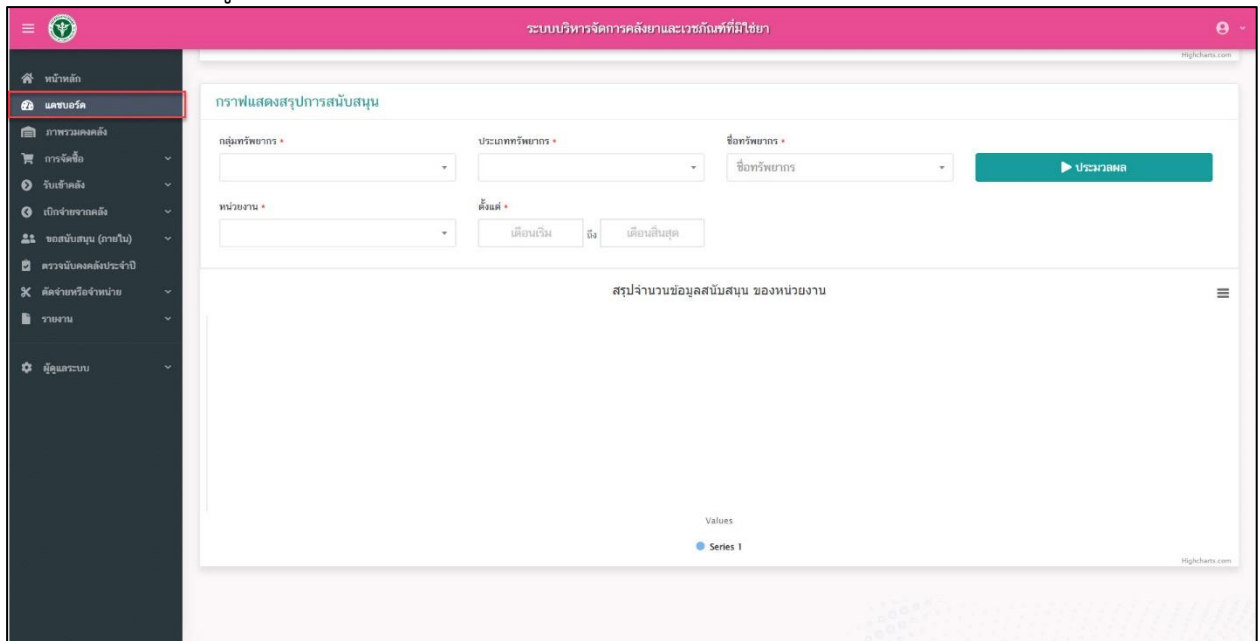 ระบบบริหารจัดการคลังยาและเวชภัณฑ์ที่มิใช่ยา
Highcharts.com
หน้าหลัก
แดชบอร์ด
ภาพรวมคงคลัง
การจัดซื้อ
รับเข้าคลัง
เบิกจ่ายจากคลัง
ขอสนับสนุน (ภายใน)
ตรวจนับคงคลังประจำปี
ตัดจ่ายหรือจำหน่าย
รายงาน
ผู้ดูแลระบบ
กราฟแสดงสรุปการสนับสนุน
กลุ่มทรัพยากร * ประเภททรัพยากร * ชื่อทรัพยากร *
ชื่อทรัพยากร ประมวลผล
หน่วยงาน * ตั้งแต่ *
เดือนเริ่ม ถึง เดือนสิ้นสุด
สรุปจำนวนข้อมูลสนับสนุน ของหน่วยงาน
Values
Series 1
Highcharts.com